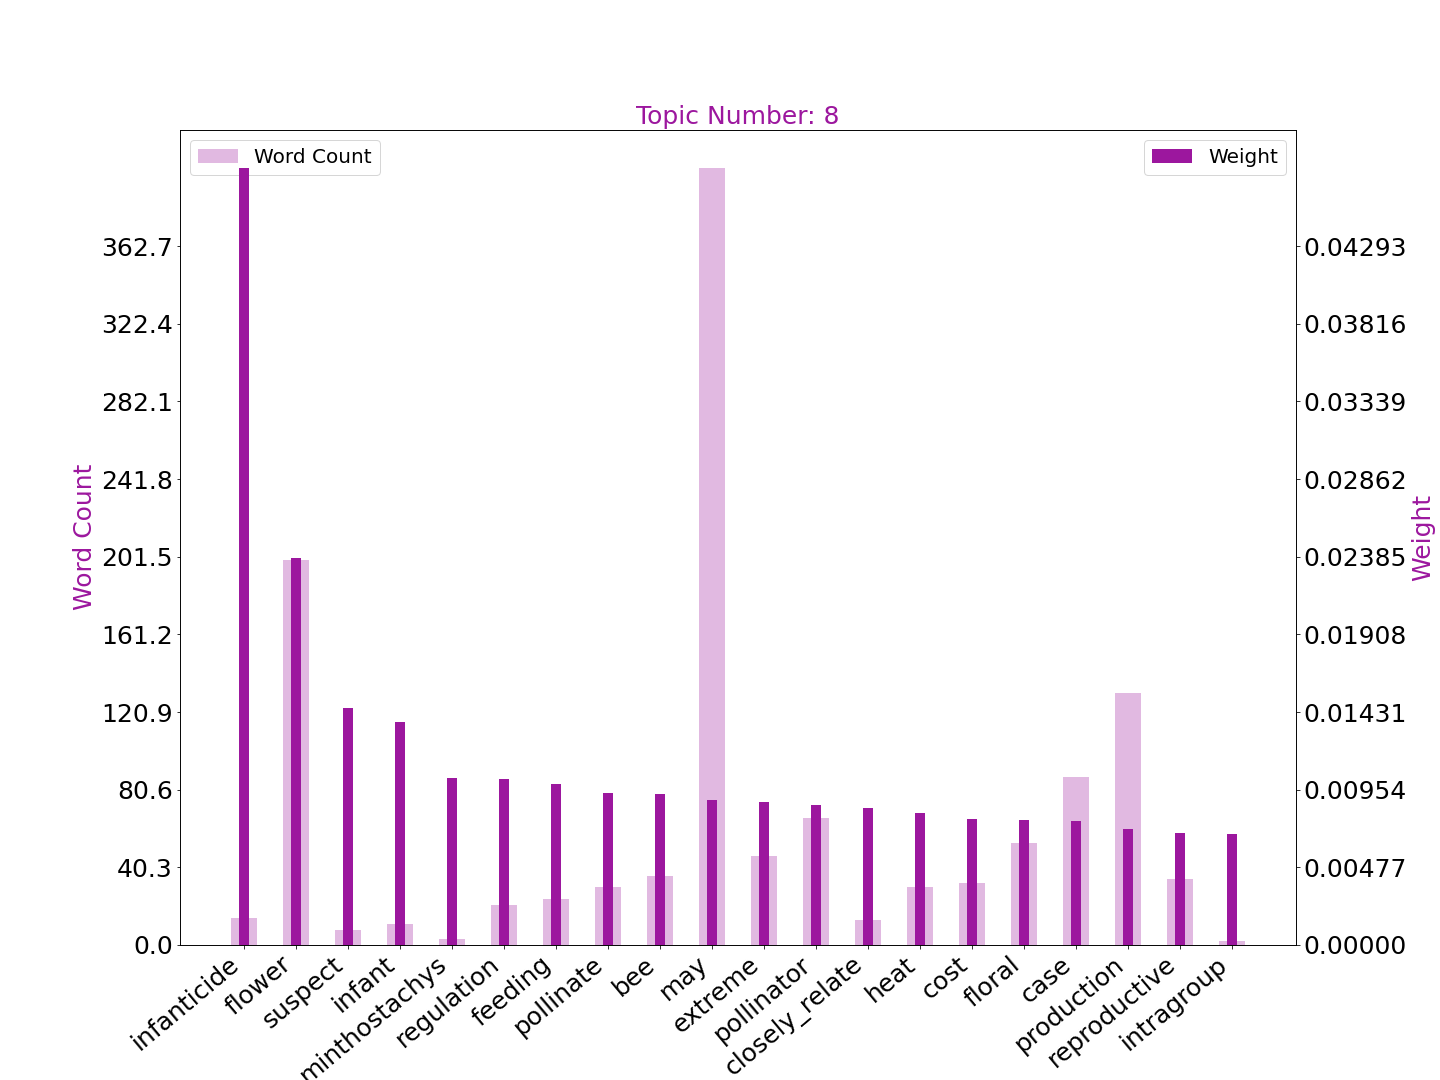 Topic Number: 8
Word Count
Weight
362.7
322.4
282.1
241.8
201.5
161.2
120.9
80.6
40.3
0.0
Word Count
0.04293
0.03816
0.03339
0.02862
0.02385
0.01908
0.01431
0.00954
0.00477
0.00000
Weight
infanticide
flower
suspect
infant
minthostachys
regulation
feeding
pollinate
bee
may
extreme
pollinator
closely_relate
heat
cost
floral
case
production
reproductive
intragroup